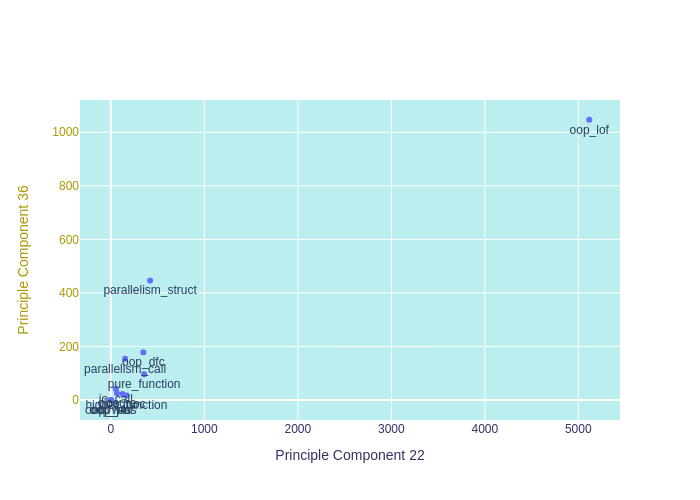 1000
800
600
400
200
0
oop_lof
parallelism_struct
oop_dfc
parallelism_call
pure_function
0
1000
2000
3000
4000
5000
Principle Component 22
Principle Component 36